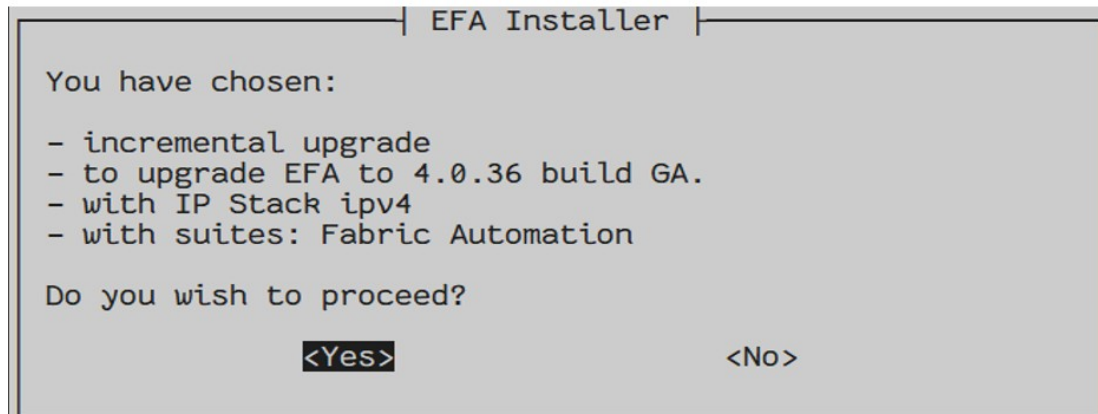 EFA Installer
You have chosen:
- incremental upgrade
- to upgrade EFA to 4.0.36 build GA.
- with IP Stack ipv4
- with suites: Fabric Automation
Do you wish to proceed?
<Yes> <No>